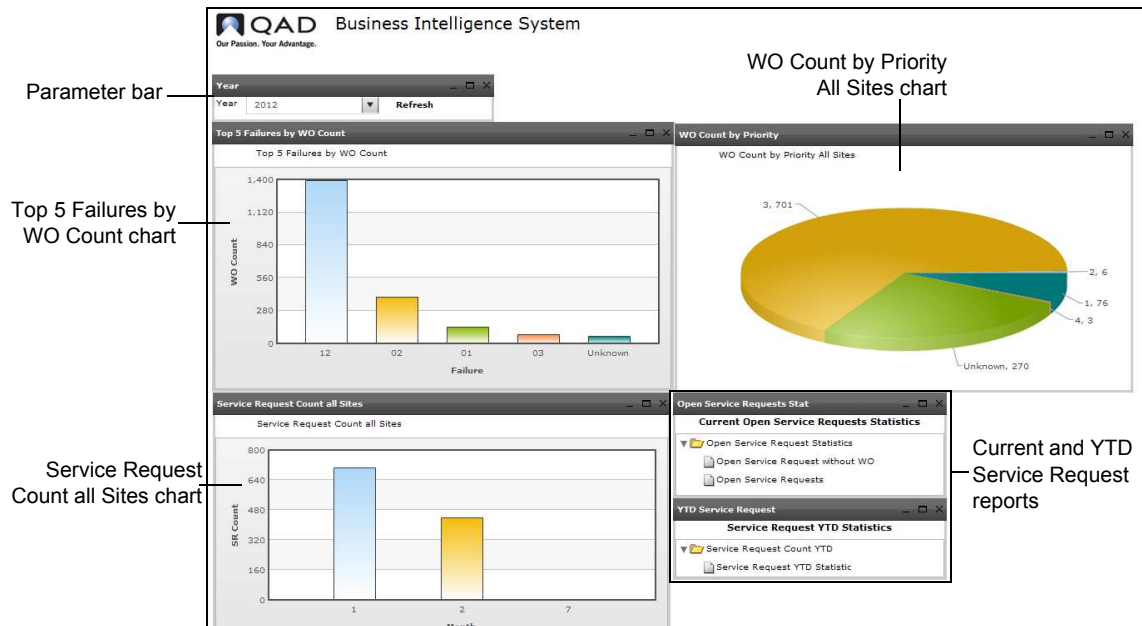 QAD Business Intelligence System
Our Passion. Your Advantage.
WO Count by Priority
All Sites chart
Parameter bar
Year
Year 2012 Refresh
Top 5 Failures by WO Count
Top 5 Failures by WO Count
1,400
1,120
840
560
280
0
WO Count
12 02 01 03 Unknown
Failure
Top 5 Failures by
WO Count chart
WO Count by Priority
WO Count by Priority All Sites
3, 701
2, 6
1, 76
4, 3
Unknown, 270
Service Request Count all Sites
Service Request Count all Sites
800
640
480
320
160
0
SR Count
1 2 7
Month
Service Request
Count all Sites chart
Open Service Requests Stat
Current Open Service Requests Statistics
Open Service Request Statistics
Open Service Request without WO
Open Service Requests
YTD Service Request
Service Request YTD Statistics
Service Request Count YTD
Service Request YTD Statistic
Current and YTD
Service Request
reports